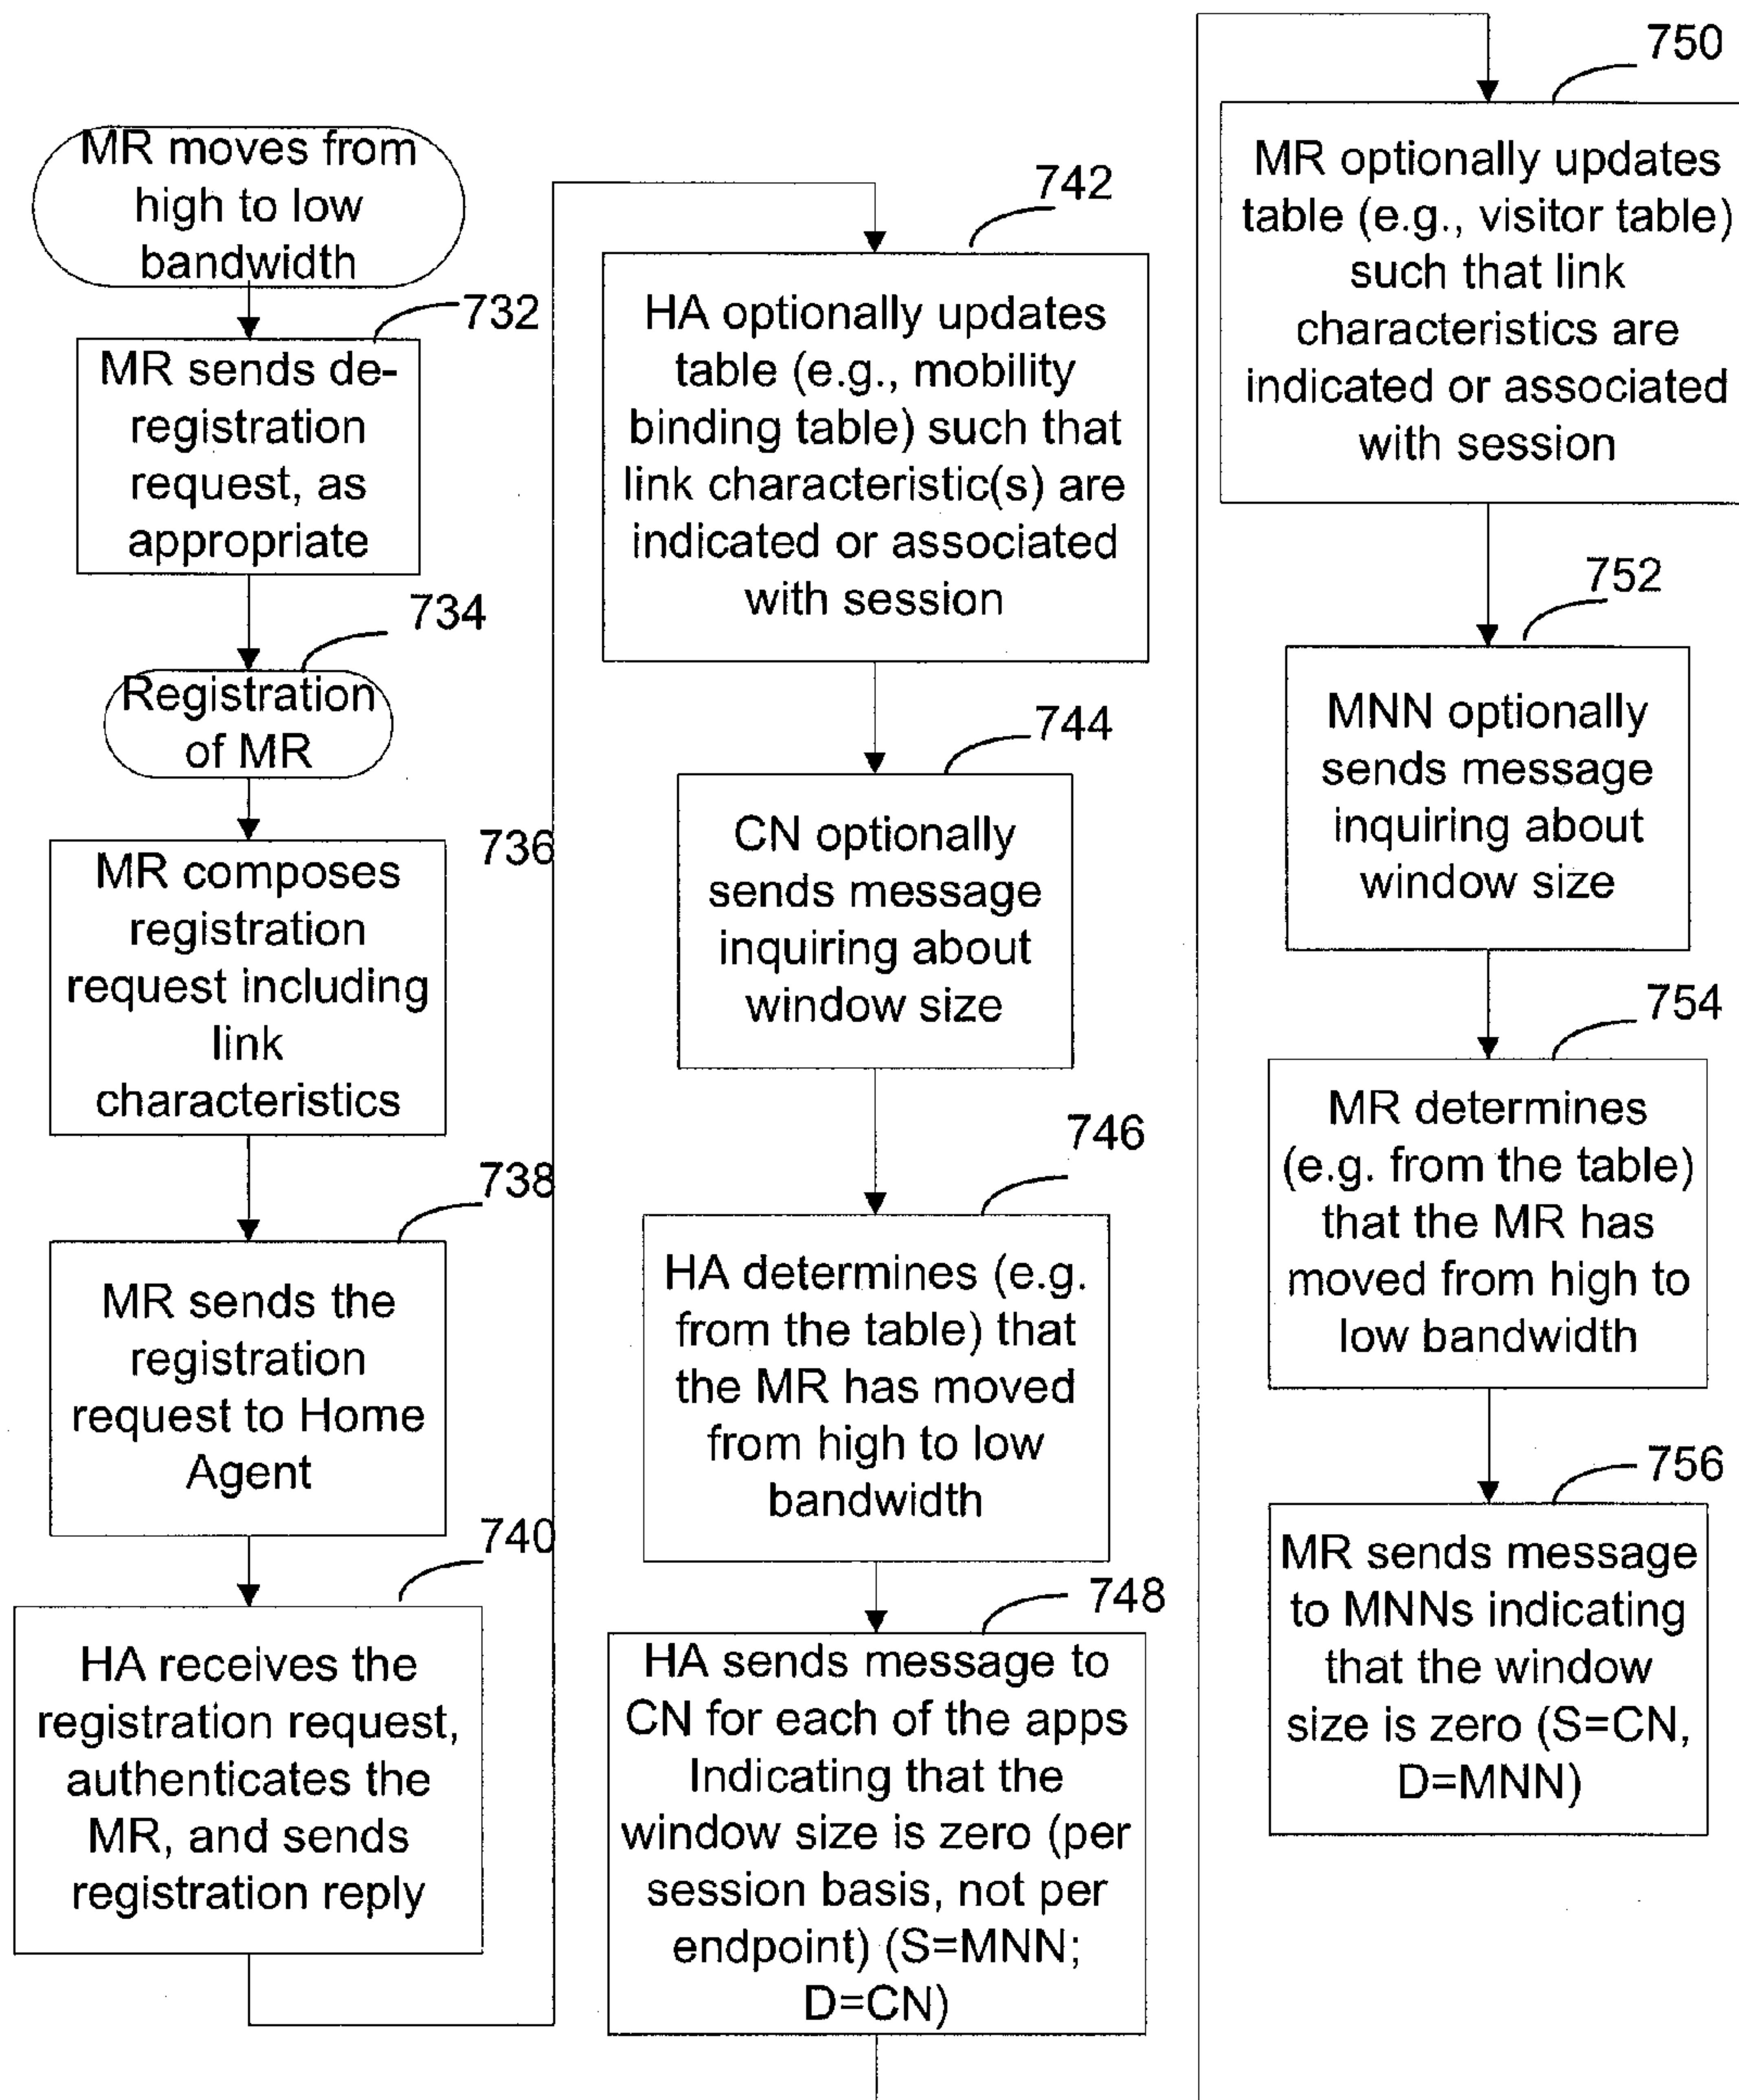 MR moves from
high to low
bandwidth
732
MR sends de-
registration
request, as
appropriate
734
Registration
of MR
736
MR composes
registration
request including
link
characteristics
738
MR sends the
registration
request to Home
Agent
740
HA receives the
registration request,
authenticates the
MR, and sends
registration reply
742
HA optionally updates
table (e.g., mobility
binding table) such that
link characteristic(s) are
indicated or associated
with session
744
CN optionally
sends message
inquiring about
window size
746
HA determines (e.g.
from the table) that
the MR has moved
from high to low
bandwidth
748
HA sends message to
CN for each of the apps
Indicating that the
window size is zero (per
session basis, not per
endpoint) (S=MNN;
D=CN)
750
MR optionally updates
table (e.g., visitor table)
such that link
characteristics are
indicated or associated
with session
752
MNN optionally
sends message
inquiring about
window size
754
MR determines
(e.g. from the table)
that the MR has
moved from high to
low bandwidth
756
MR sends message
to MNNs indicating
that the window
size is zero (S=CN,
D=MNN)